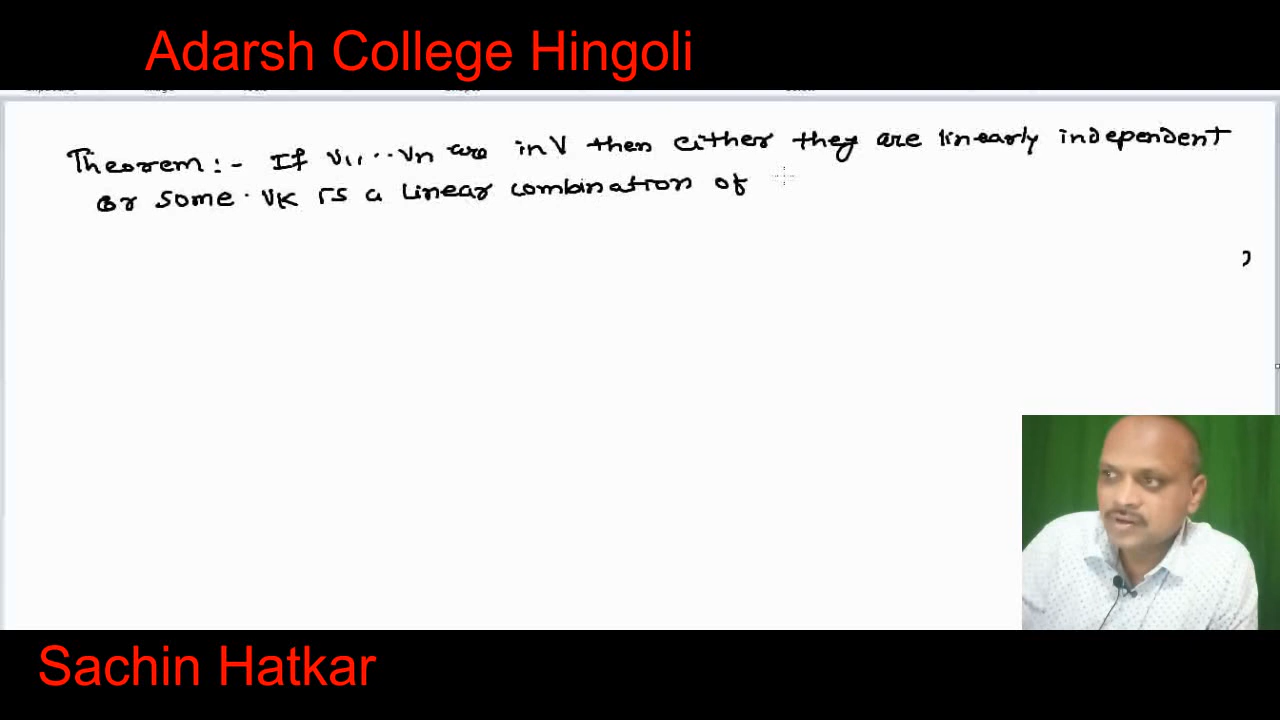 Adarsh College Hingoli
Theorem:- If v1,...vn are in V then either they are linearly independent
or some vk is a linear combination of
,
Sachin Hatkar